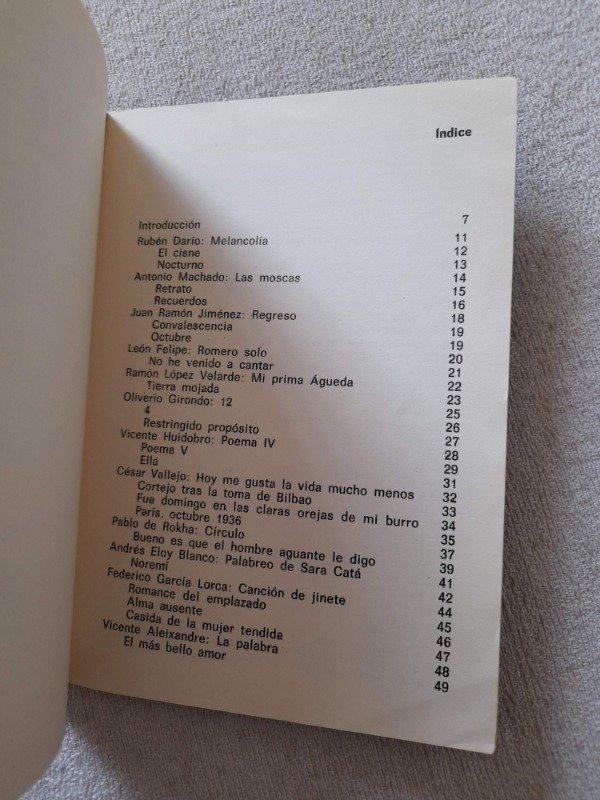 Índice
Introducción 7
Rubén Darío: Melancolía 11
El cisne 12
Nocturno 13
Antonio Machado: Las moscas 14
Retrato 15
Recuerdos 16
Juan Ramón Jiménez: Regreso 18
Convalescencia 19
Octubre 19
León Felipe: Romero solo 20
No he venido a cantar 21
Ramón López Velarde: Mi prima Águeda 22
Tierra mojada 23
Oliverio Girondo: 12 25
4 26
Restringido propósito 27
Vicente Huidobro: Poema IV 28
Poema V 29
Ella 31
César Vallejo: Hoy me gusta la vida mucho menos 32
Cortejo tras la toma de Bilbao 33
Fue domingo en las claras orejas de mi burro 34
París, octubre 1936 35
Pablo de Rokha: Círculo 37
Bueno es que el hombre aguante le digo 39
Andrés Eloy Blanco: Palabreo de Sara Catá 41
Noremí 42
Federico García Lorca: Canción de jinete 44
Romance del emplazado 45
Alma ausente 46
Casida de la mujer tendida 47
Vicente Aleixandre: La palabra 48
El más bello amor 49